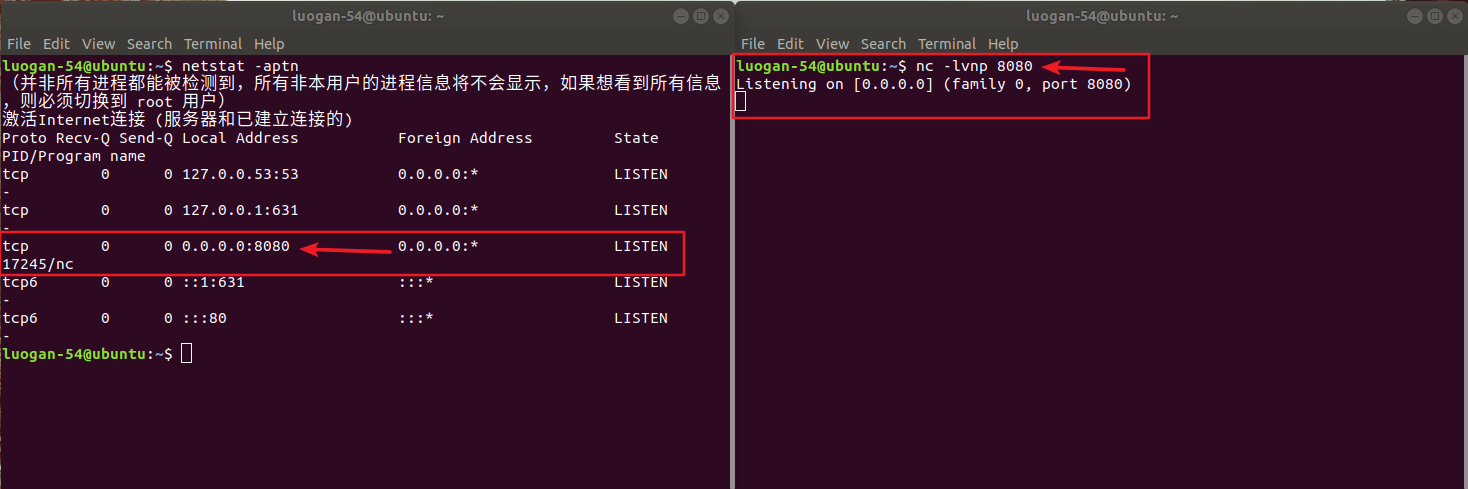 luogan-54@ubuntu: ~
File Edit View Search Terminal Help
luogan-54@ubuntu:~$ netstat -aptn
（并非所有进程都能被检测到，所有非本用户的进程信息将不会显示，如果想看到所有信息
，则必须切换到 root 用户）
激活Internet连接 (服务器和已建立连接的)
Proto Recv-Q Send-Q Local Address           Foreign Address         State
PID/Program name
tcp        0      0 127.0.0.53:53           0.0.0.0:*               LISTEN
-
tcp        0      0 127.0.0.1:631           0.0.0.0:*               LISTEN
-
tcp        0      0 0.0.0.0:8080            0.0.0.0:*               LISTEN
17245/nc
tcp6       0      0 ::1:631                 :::*                    LISTEN
-
tcp6       0      0 :::80                   :::*                    LISTEN
-
luogan-54@ubuntu:~$
luogan-54@ubuntu: ~
File Edit View Search Terminal Help
luogan-54@ubuntu:~$ nc -lvnp 8080
Listening on [0.0.0.0] (family 0, port 8080)